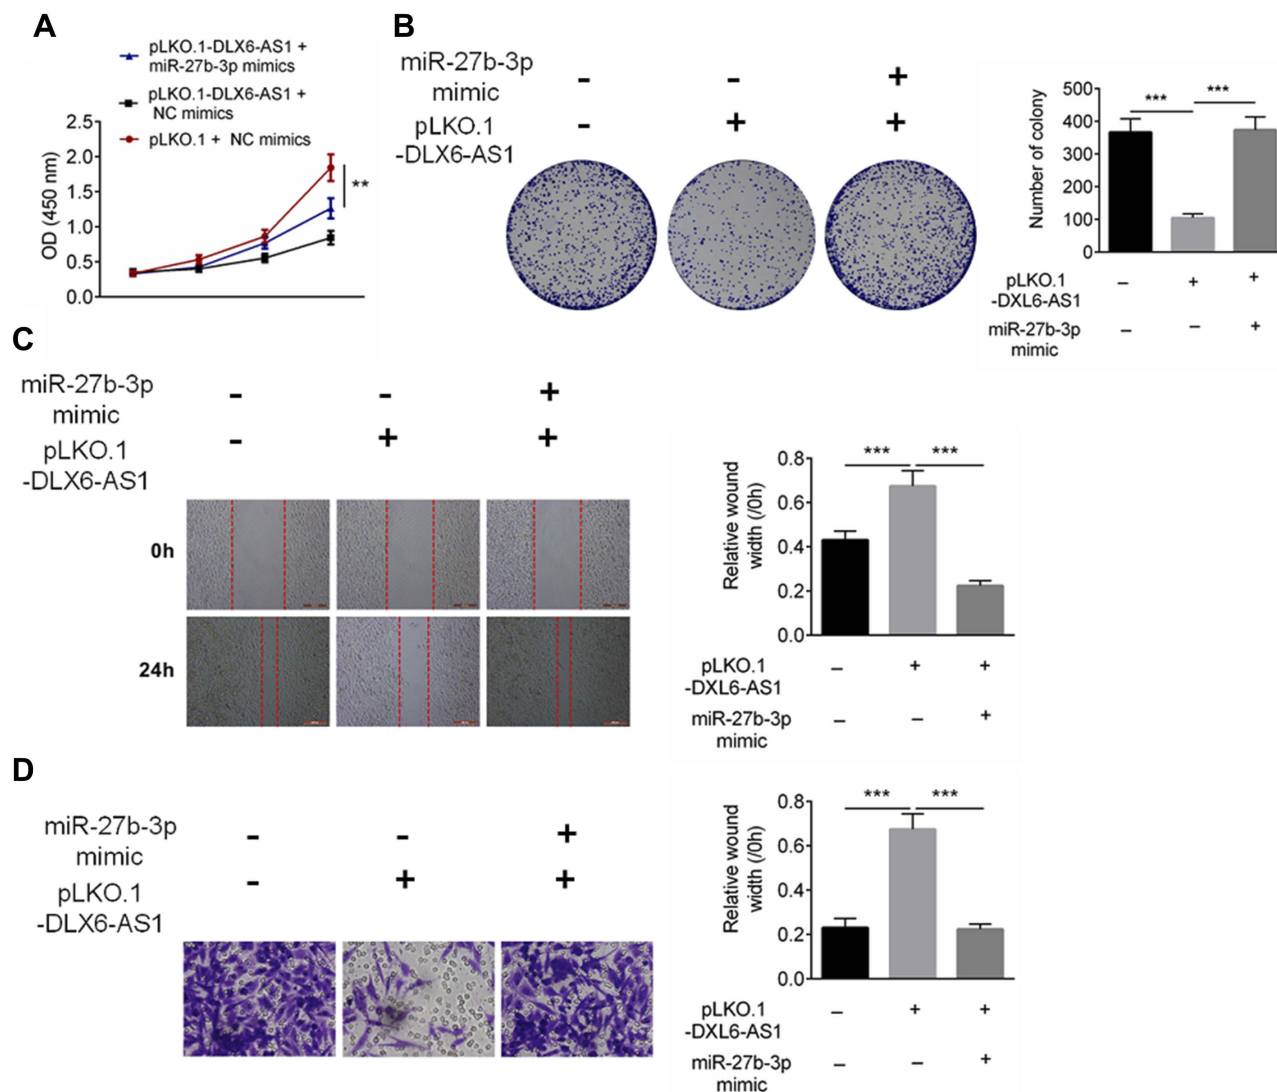 A
pLKO.1-DLX6-AS1 +
miR-27b-3p mimics
pLKO.1-DLX6-AS1 +
NC mimics
pLKO.1 + NC mimics
OD (450 nm)
2.5
2.0
1.5
1.0
0.5
0.0
**
B
miR-27b-3p
mimic
- - +
pLKO.1
-DLX6-AS1
- + +
Number of colony
500
400
300
200
100
0
*** ***
pLKO.1
-DXL6-AS1
– + +
miR-27b-3p
mimic
– – +
C
miR-27b-3p
mimic
- - +
pLKO.1
-DLX6-AS1
- + +
0h
24h
Relative wound
width (/0h)
0.8
0.6
0.4
0.2
0.0
*** ***
pLKO.1
-DXL6-AS1
– + +
miR-27b-3p
mimic
– – +
D
miR-27b-3p
mimic
- - +
pLKO.1
-DLX6-AS1
- + +
Relative wound
width (/0h)
0.8
0.6
0.4
0.2
0.0
*** ***
pLKO.1
-DXL6-AS1
– + +
miR-27b-3p
mimic
– – +